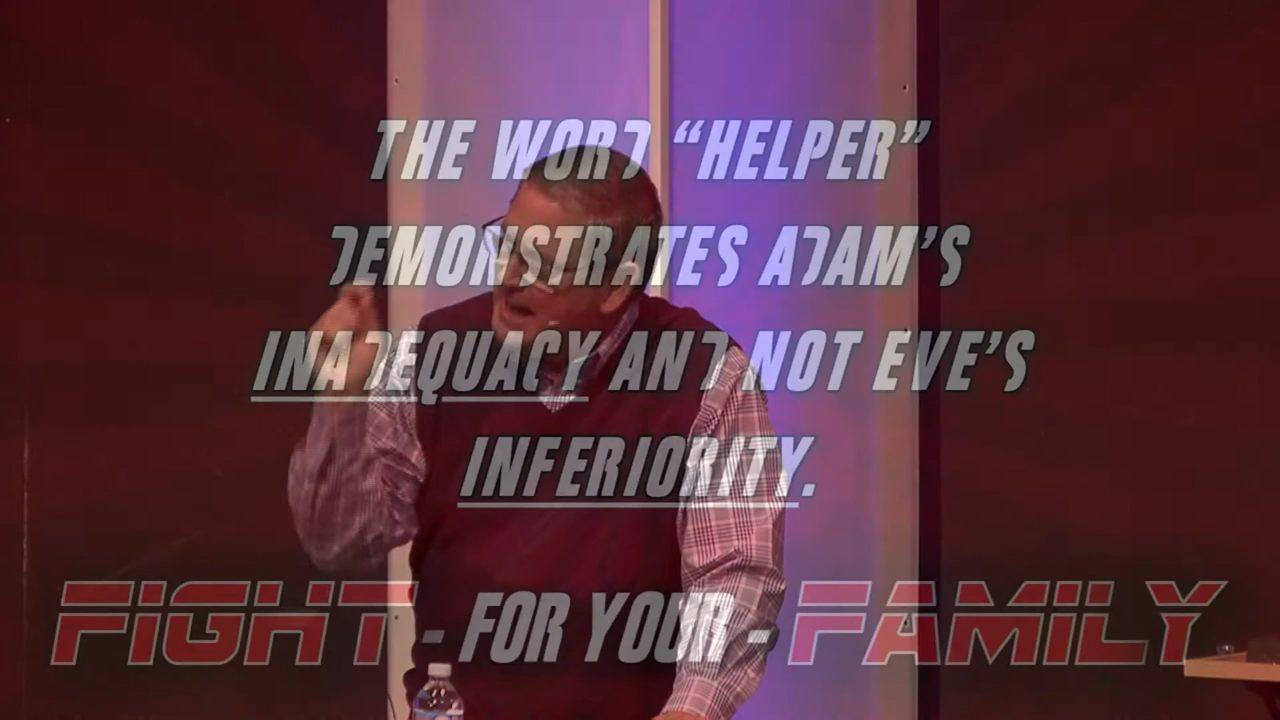 THE WORD “HELPER”
DEMONSTRATES ADAM’S
INADEQUACY AND NOT EVE’S
INFERIORITY.
FIGHT - FOR YOUR - FAMILY